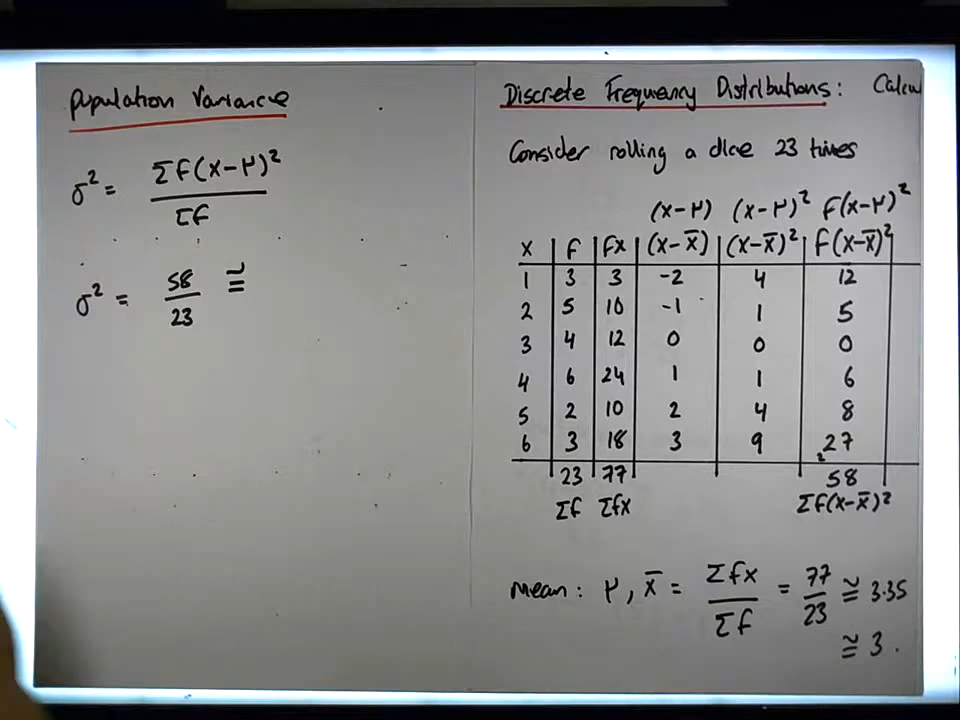 Population Variance
σ² = Σf(x-μ)² / Σf
σ² = 58 / 23 ≅
Discrete Frequency Distributions: Calcu
Consider rolling a dice 23 times
(x-μ) (x-μ)² f(x-μ)²
x f fx (x-x̄) (x-x̄)² f(x-x̄)²
1 3 3 -2 4 12
2 5 10 -1 1 5
3 4 12 0 0 0
4 6 24 1 1 6
5 2 10 2 4 8
6 3 18 3 9 27
2
23 77 58
Σf Σfx Σf(x-x̄)²
Mean: μ, x̄ = Σfx / Σf = 77 / 23 ≅ 3.35
≅ 3.